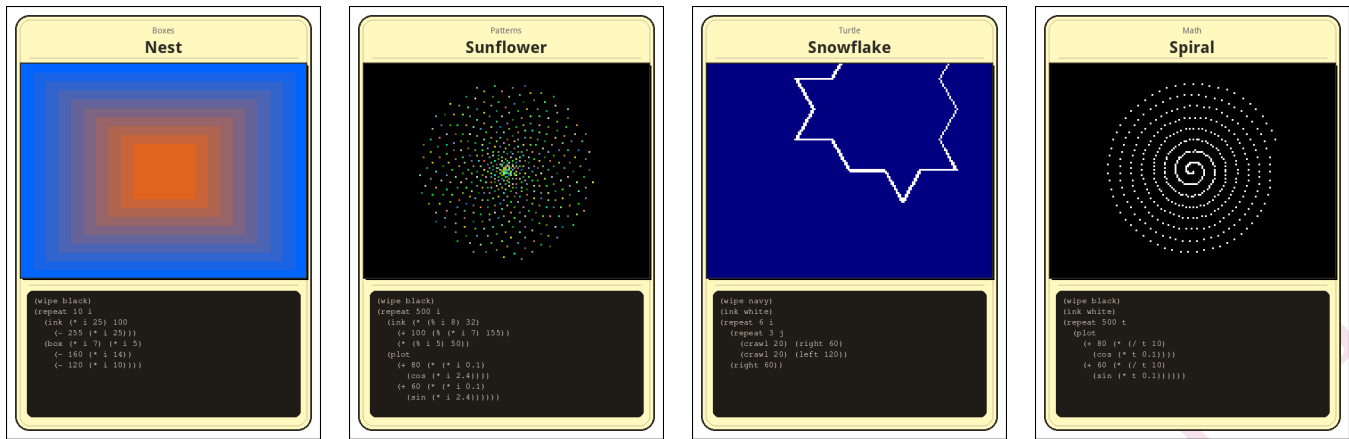 Boxes
Nest
(wipe black)
(repeat 10 i
(ink (* i 25) 100
(- 255 (* i 25)))
(box (* i 7) (* i 5)
(- 160 (* i 14))
(- 120 (* i 10))))
Patterns
Sunflower
(wipe black)
(repeat 500 i
(ink (* (% i 8) 32)
(+ 100 (% (* i 7) 155))
(* (% i 5) 50))
(plot
(+ 80 (* (* i 0.1)
(cos (* i 2.4))))
(+ 60 (* (* i 0.1)
(sin (* i 2.4))))))
Turtle
Snowflake
(wipe navy)
(ink white)
(repeat 6 i
(repeat 3 j
(crawl 20) (right 60)
(crawl 20) (left 120))
(right 60))
Math
Spiral
(wipe black)
(ink white)
(repeat 500 t
(plot
(+ 80 (* (/ t 10)
(cos (* t 0.1))))
(+ 60 (* (/ t 10)
(sin (* t 0.1))))))